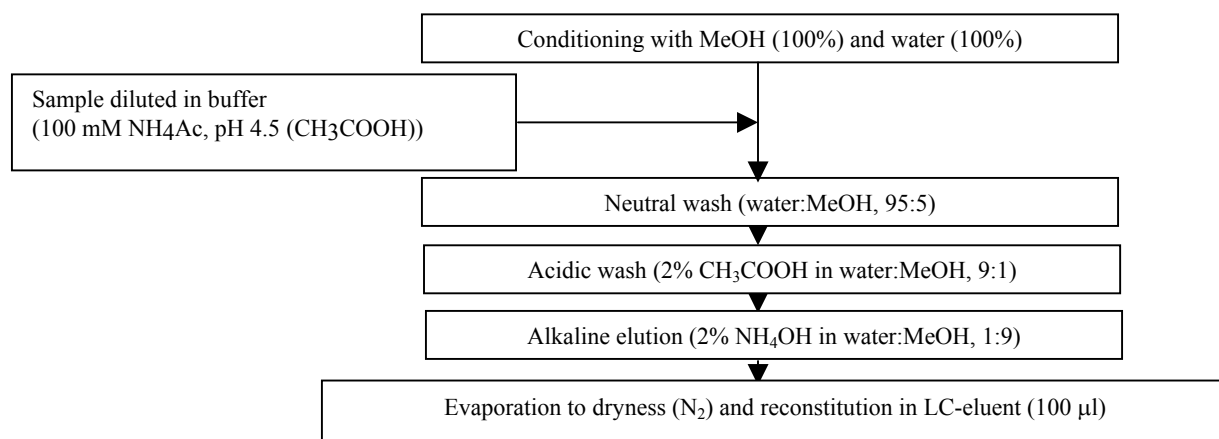 Conditioning with MeOH (100%) and water (100%)
Sample diluted in buffer
(100 mM NH4Ac, pH 4.5 (CH3COOH))
Neutral wash (water:MeOH, 95:5)
Acidic wash (2% CH₃COOH in water:MeOH, 9:1)
Alkaline elution (2% NH₄OH in water:MeOH, 1:9)
Evaporation to dryness (N₂) and reconstitution in LC-eluent (100 µl)